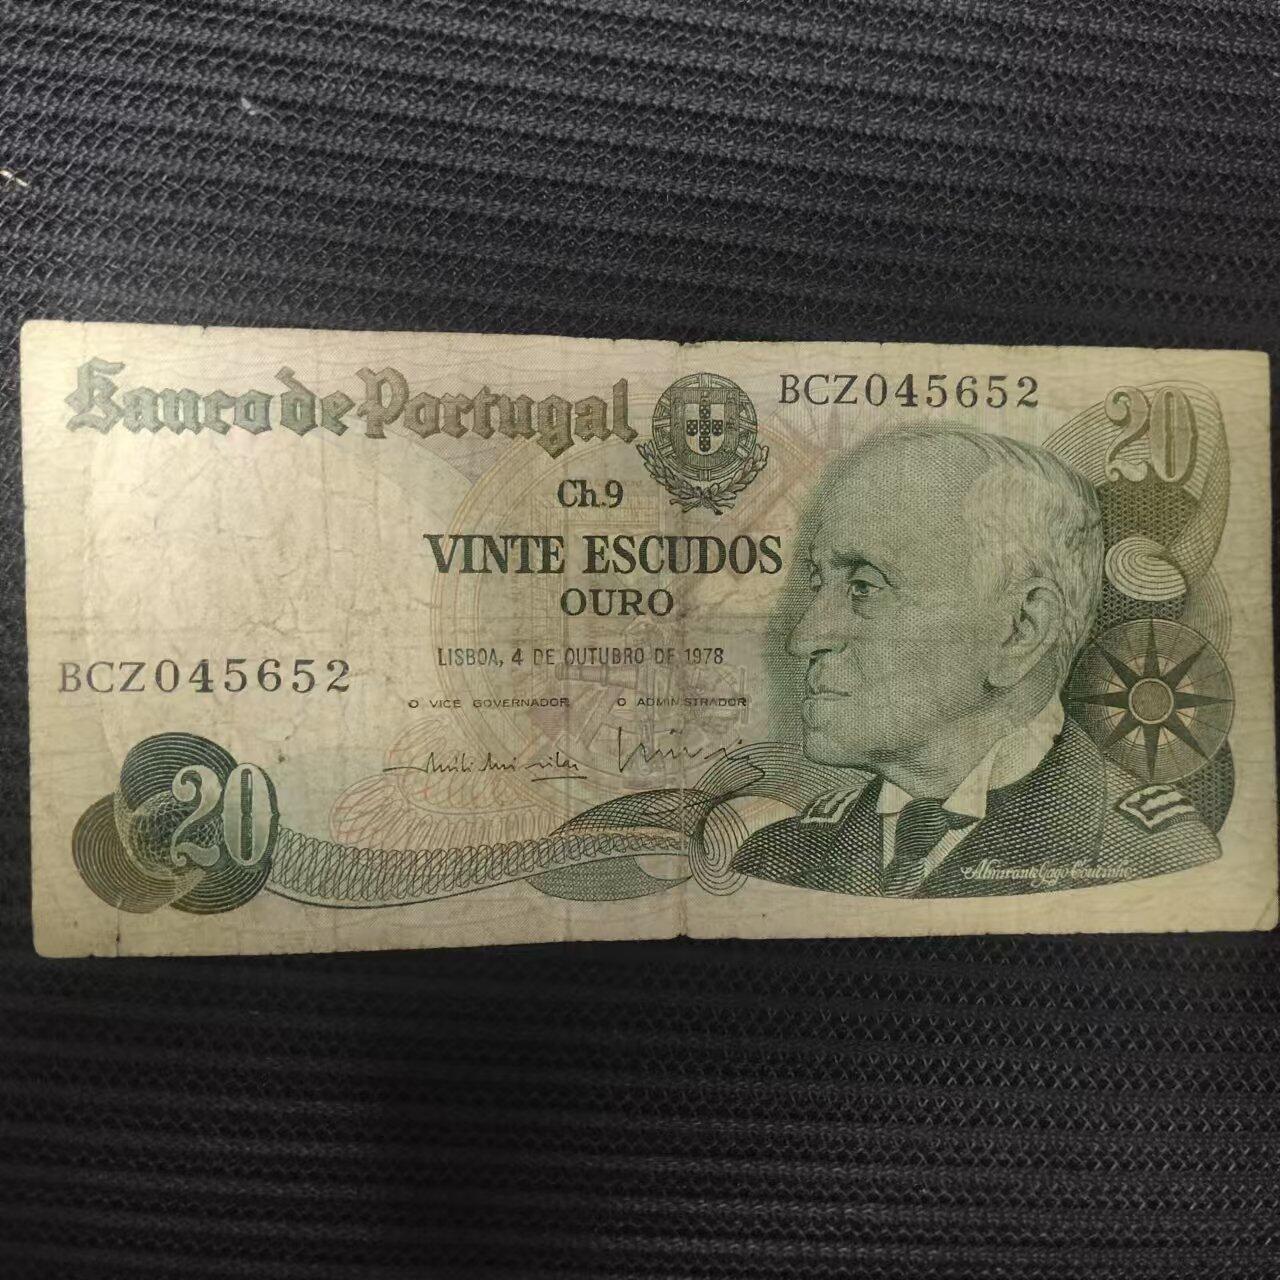 Banco de Portugal
BCZ045652
20
Ch.9
VINTE ESCUDOS
OURO
LISBOA, 4 DE OUTUBRO DE 1978
BCZ045652
O VICE GOVERNADOR O ADMINISTRADOR
20
Almirante Gago Coutinho